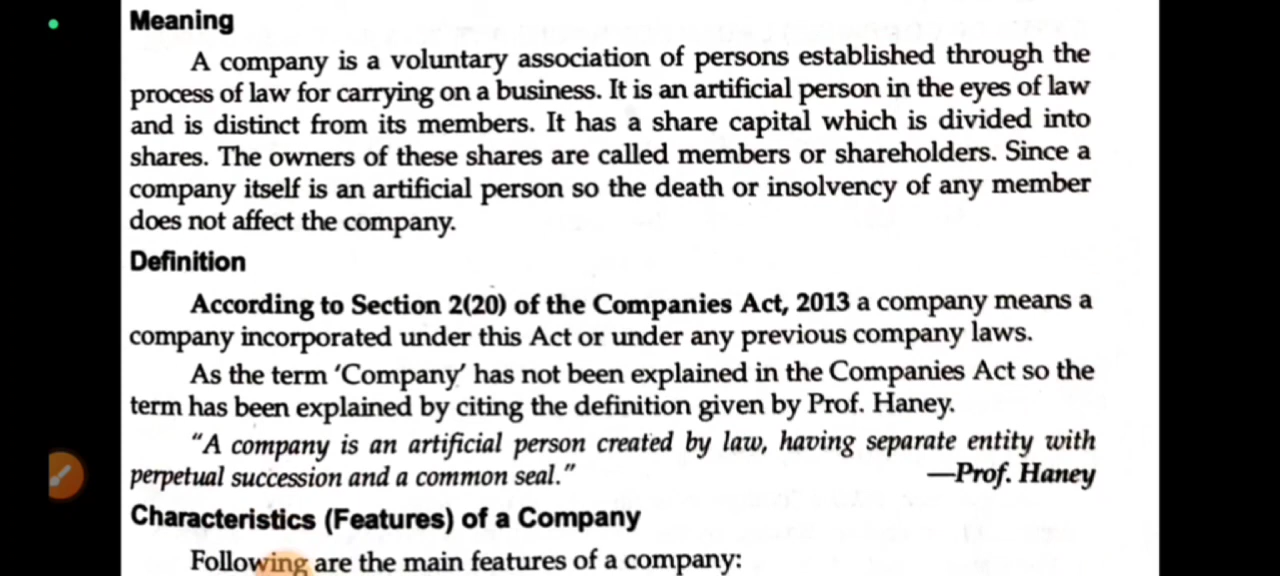 Meaning
A company is a voluntary association of persons established through the
process of law for carrying on a business. It is an artificial person in the eyes of law
and is distinct from its members. It has a share capital which is divided into
shares. The owners of these shares are called members or shareholders. Since a
company itself is an artificial person so the death or insolvency of any member
does not affect the company.
Definition
According to Section 2(20) of the Companies Act, 2013 a company means a
company incorporated under this Act or under any previous company laws.
As the term ‘Company’ has not been explained in the Companies Act so the
term has been explained by citing the definition given by Prof. Haney.
“A company is an artificial person created by law, having separate entity with
perpetual succession and a common seal.” —Prof. Haney
Characteristics (Features) of a Company
Following are the main features of a company: